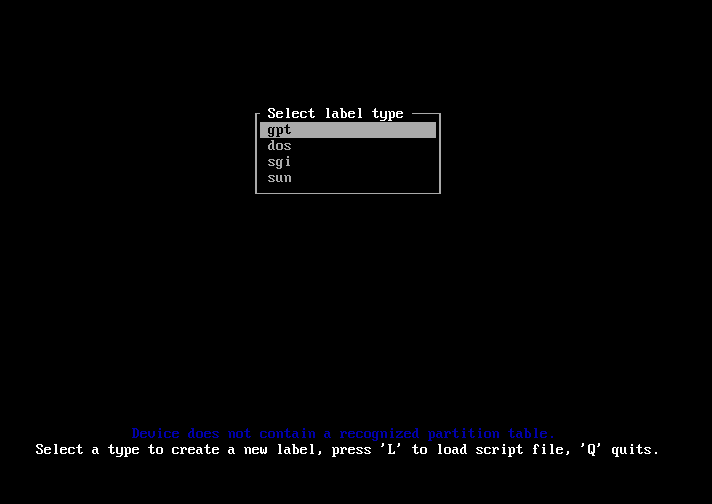 Select label type
gpt
dos
sgi
sun
Device does not contain a recognized partition table.
Select a type to create a new label, press 'L' to load script file, 'Q' quits.